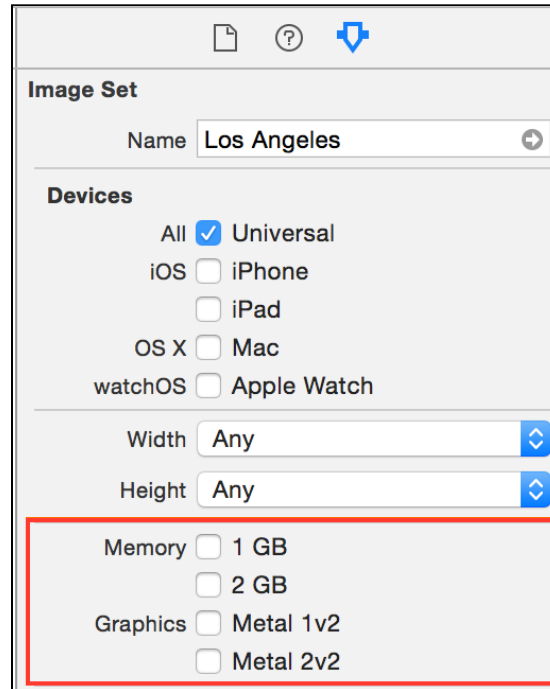 Image Set
Name Los Angeles
Devices
All Universal
iOS iPhone
iPad
OS X Mac
watchOS Apple Watch
Width Any
Height Any
Memory 1 GB
2 GB
Graphics Metal 1v2
Metal 2v2